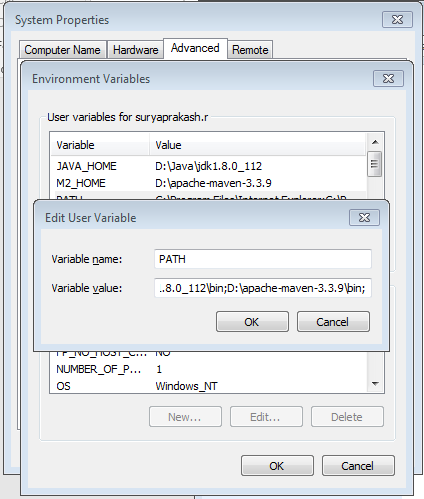 System Properties
Computer Name Hardware Advanced Remote
Environment Variables
User variables for suryaprakash.r
Variable Value
JAVA_HOME D:\Java\jdk1.8.0_112
M2_HOME D:\apache-maven-3.3.9
PATH C:\Program Files\Internet Explorer;C:\P...
Edit User Variable
Variable name: PATH
Variable value: ..8.0_112\bin;D:\apache-maven-3.3.9\bin;
OK Cancel
FP_NO_HOST_C... NO
NUMBER_OF_P... 1
OS Windows_NT
New... Edit... Delete
OK Cancel